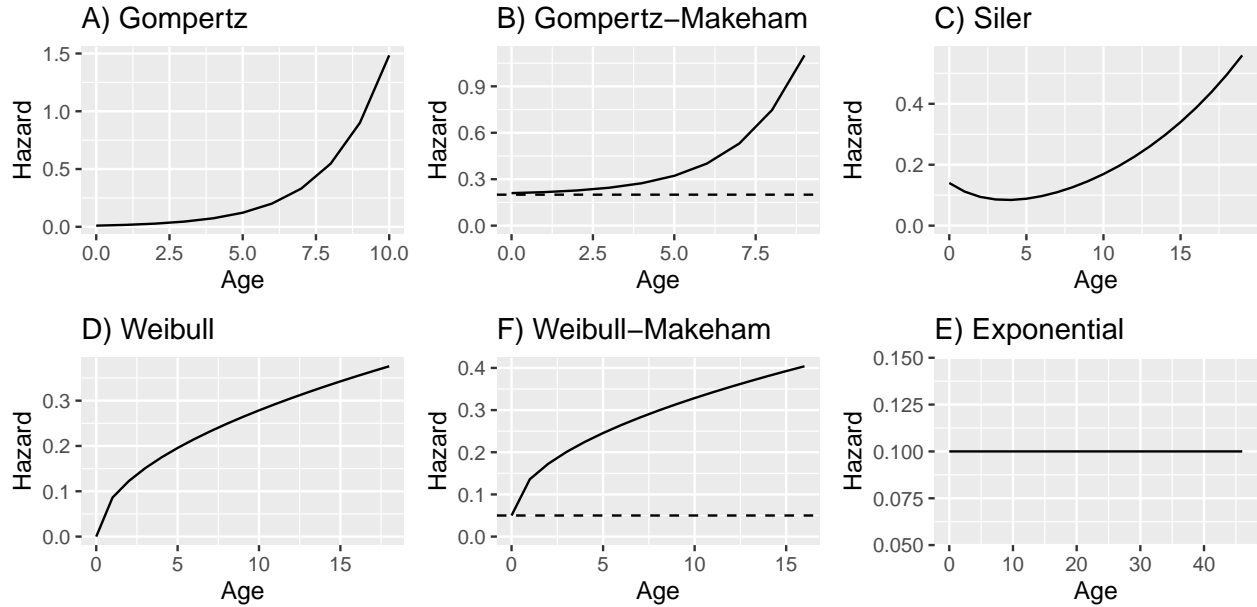 A) Gompertz
B) Gompertz−Makeham
C) Siler
1.5
1.0
0.5
0.0
Hazard
0.0 2.5 5.0 7.5 10.0
Age
0.9
0.6
0.3
0.0
Hazard
0.0 2.5 5.0 7.5
Age
0.4
0.2
0.0
Hazard
0 5 10 15
Age
D) Weibull
F) Weibull−Makeham
E) Exponential
0.3
0.2
0.1
0.0
Hazard
0 5 10 15
Age
0.4
0.3
0.2
0.1
0.0
Hazard
0 5 10 15
Age
0.150
0.125
0.100
0.075
0.050
Hazard
0 10 20 30 40
Age